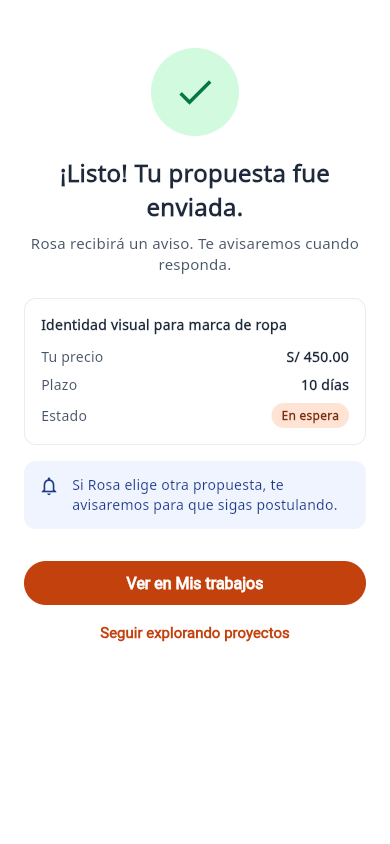 ¡Listo! Tu propuesta fue
enviada.
Rosa recibirá un aviso. Te avisaremos cuando
responda.
Identidad visual para marca de ropa
Tu precio S/ 450.00
Plazo 10 días
Estado En espera
Si Rosa elige otra propuesta, te
avisaremos para que sigas postulando.
Ver en Mis trabajos
Seguir explorando proyectos